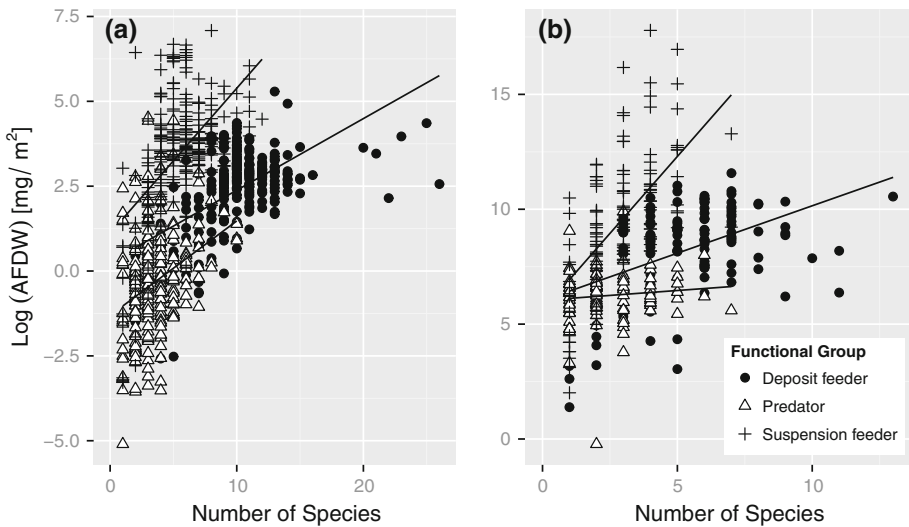 (a)
(b)
Log (AFDW) [mg/ m²]
7.5
5.0
2.5
0.0
−2.5
−5.0
0
10
20
Number of Species
15
10
5
0
0
5
10
Number of Species
Functional Group
Deposit feeder
Predator
Suspension feeder